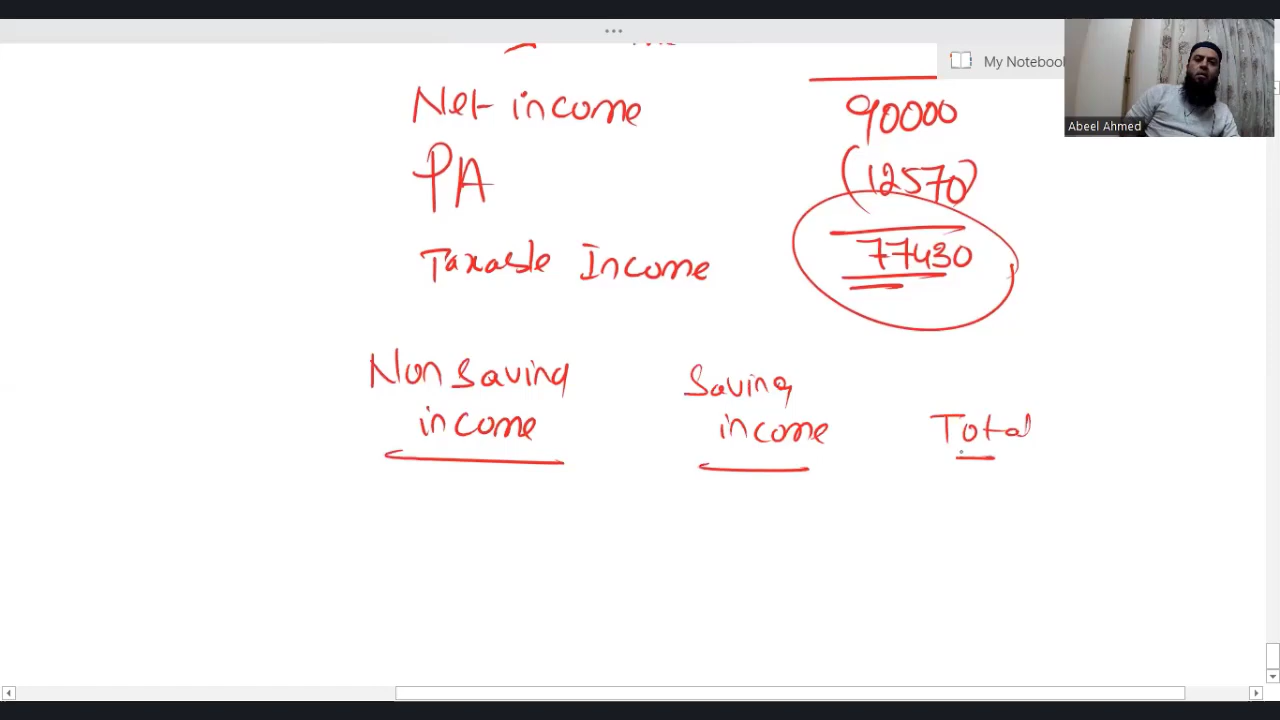 ...
My Notebook
Abeel Ahmed
Net income 90000
PA (12570)
Taxable Income 77430
Non Saving income
Saving income
Total